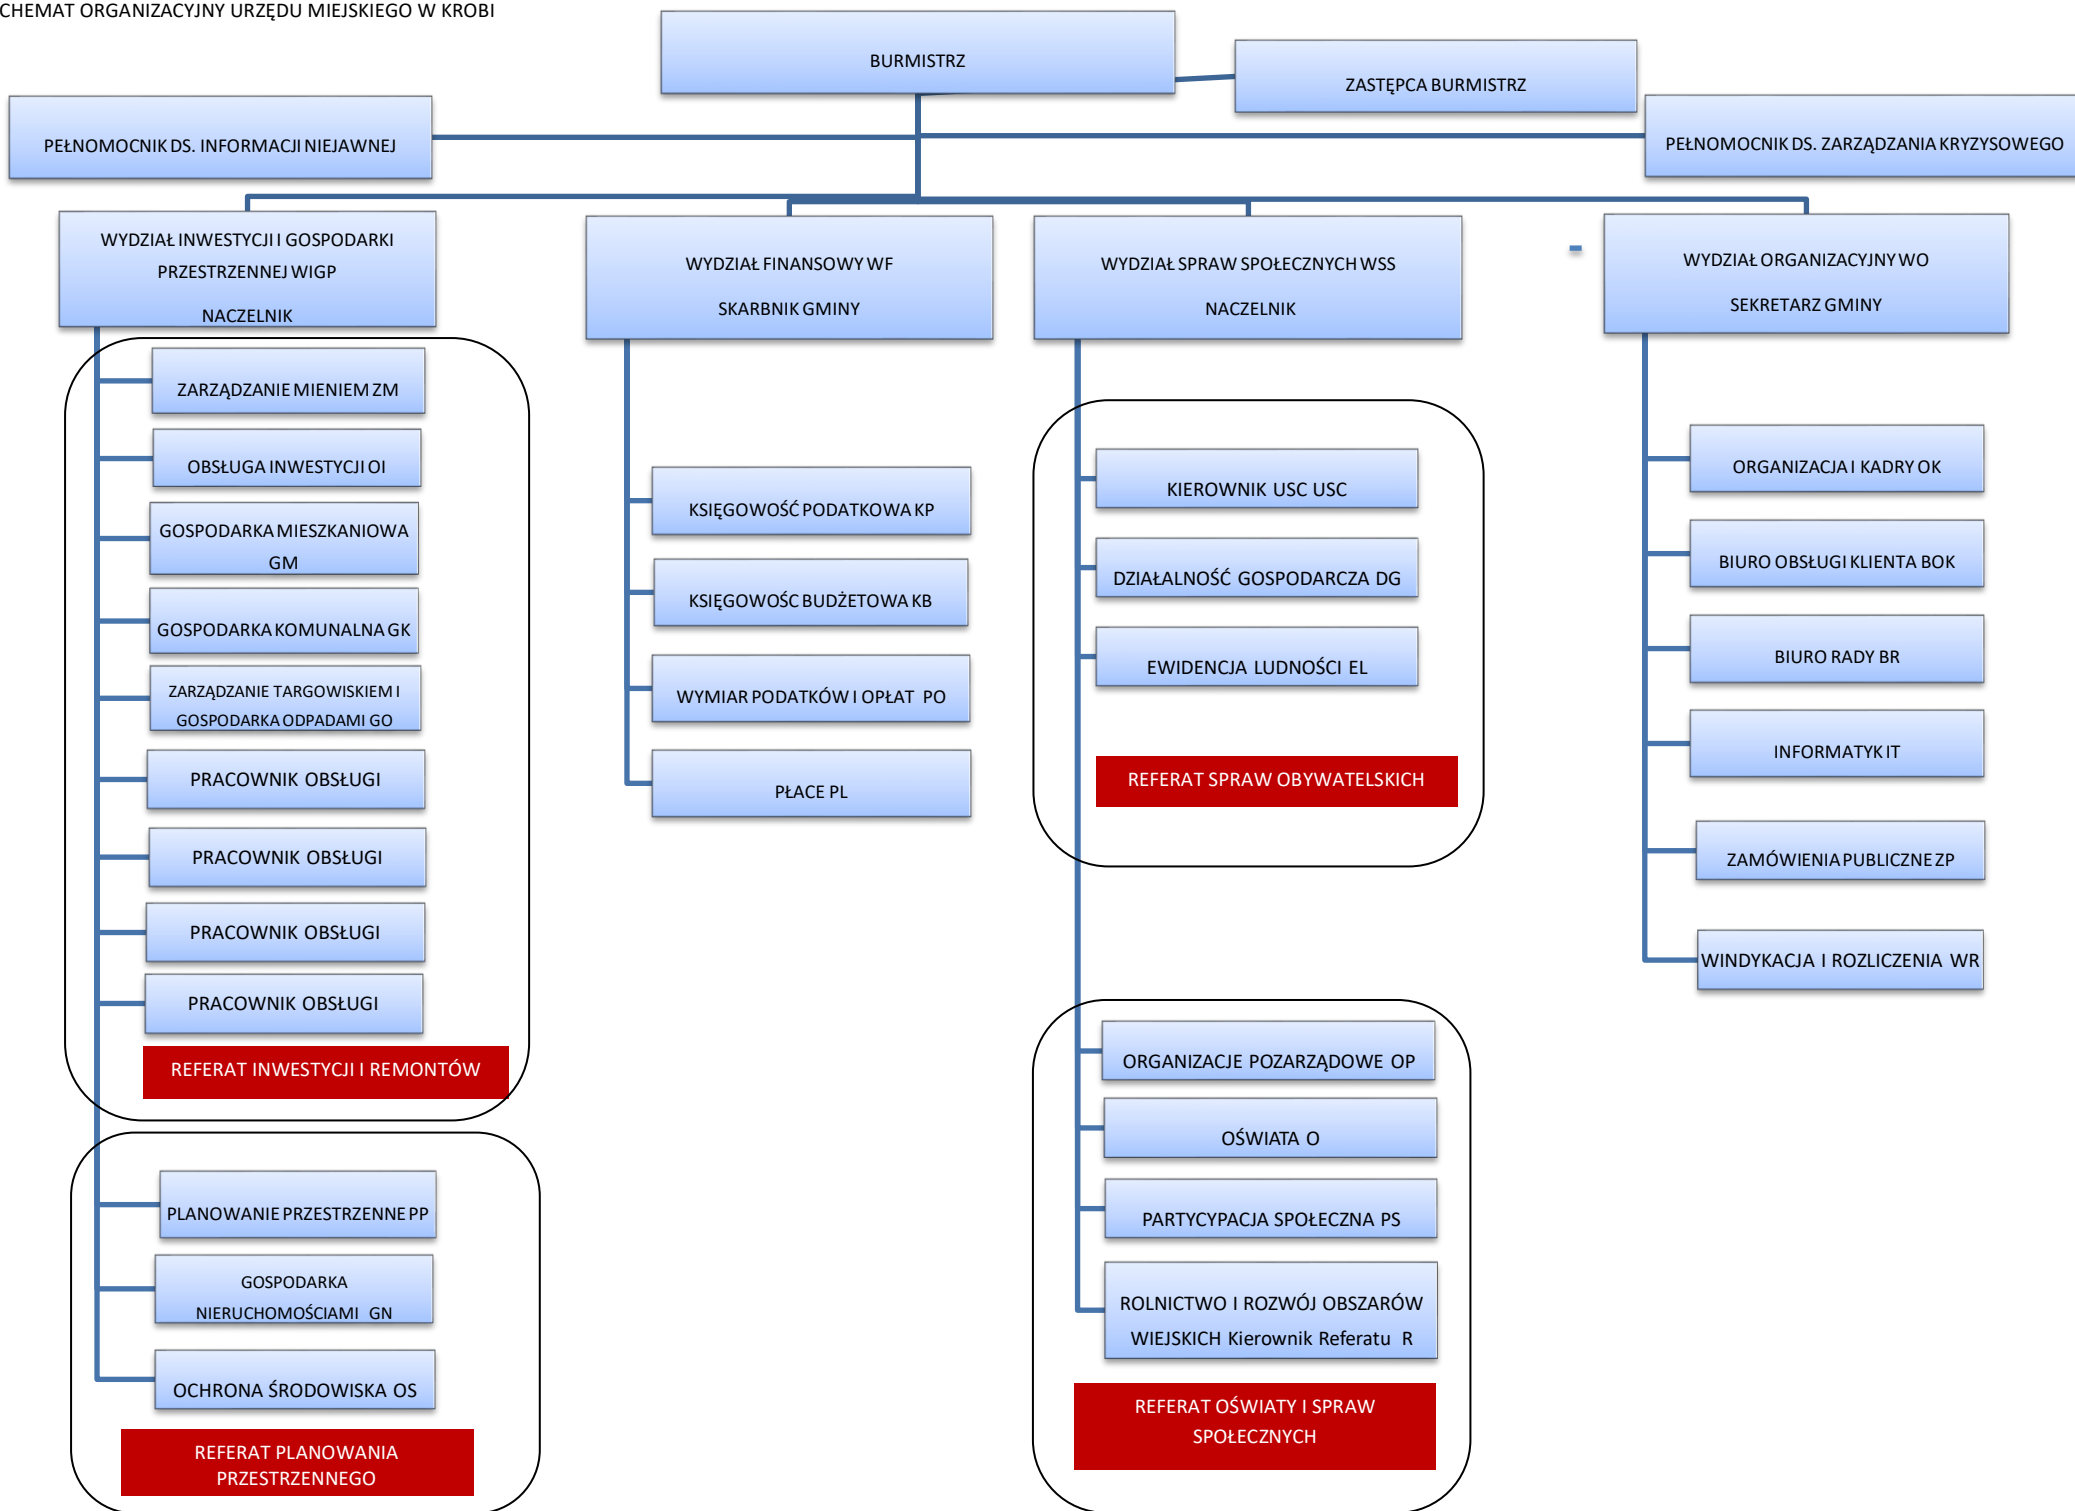 CHEMAT ORGANIZACYJNY URZĘDU MIEJSKIEGO W KROBI
BURMISTRZ
ZASTĘPCA BURMISTRZ
PEŁNOMOCNIK DS. INFORMACJI NIEJAWNEJ
PEŁNOMOCNIK DS. ZARZĄDZANIA KRYZYSOWEGO
WYDZIAŁ INWESTYCJI I GOSPODARKI
PRZESTRZENNEJ WIGP
NACZELNIK
WYDZIAŁ FINANSOWY WF
SKARBNIK GMINY
WYDZIAŁ SPRAW SPOŁECZNYCH WSS
NACZELNIK
WYDZIAŁ ORGANIZACYJNY WO
SEKRETARZ GMINY
ZARZĄDZANIE MIENIEM ZM
OBSŁUGA INWESTYCJI OI
GOSPODARKA MIESZKANIOWA
GM
GOSPODARKA KOMUNALNA GK
ZARZĄDZANIE TARGOWISKIEM I
GOSPODARKA ODPADAMI GO
PRACOWNIK OBSŁUGI
PRACOWNIK OBSŁUGI
PRACOWNIK OBSŁUGI
PRACOWNIK OBSŁUGI
REFERAT INWESTYCJI I REMONTÓW
PLANOWANIE PRZESTRZENNE PP
GOSPODARKA
NIERUCHOMOŚCIAMI GN
OCHRONA ŚRODOWISKA OS
REFERAT PLANOWANIA
PRZESTRZENNEGO
KSIĘGOWOŚĆ PODATKOWA KP
KSIĘGOWOŚC BUDŻETOWA KB
WYMIAR PODATKÓW I OPŁAT PO
PŁACE PL
KIEROWNIK USC USC
DZIAŁALNOŚĆ GOSPODARCZA DG
EWIDENCJA LUDNOŚCI EL
REFERAT SPRAW OBYWATELSKICH
ORGANIZACJE POZARZĄDOWE OP
OŚWIATA O
PARTYCYPACJA SPOŁECZNA PS
ROLNICTWO I ROZWÓJ OBSZARÓW
WIEJSKICH Kierownik Referatu R
REFERAT OŚWIATY I SPRAW
SPOŁECZNYCH
ORGANIZACJA I KADRY OK
BIURO OBSŁUGI KLIENTA BOK
BIURO RADY BR
INFORMATYK IT
ZAMÓWIENIA PUBLICZNE ZP
WINDYKACJA I ROZLICZENIA WR